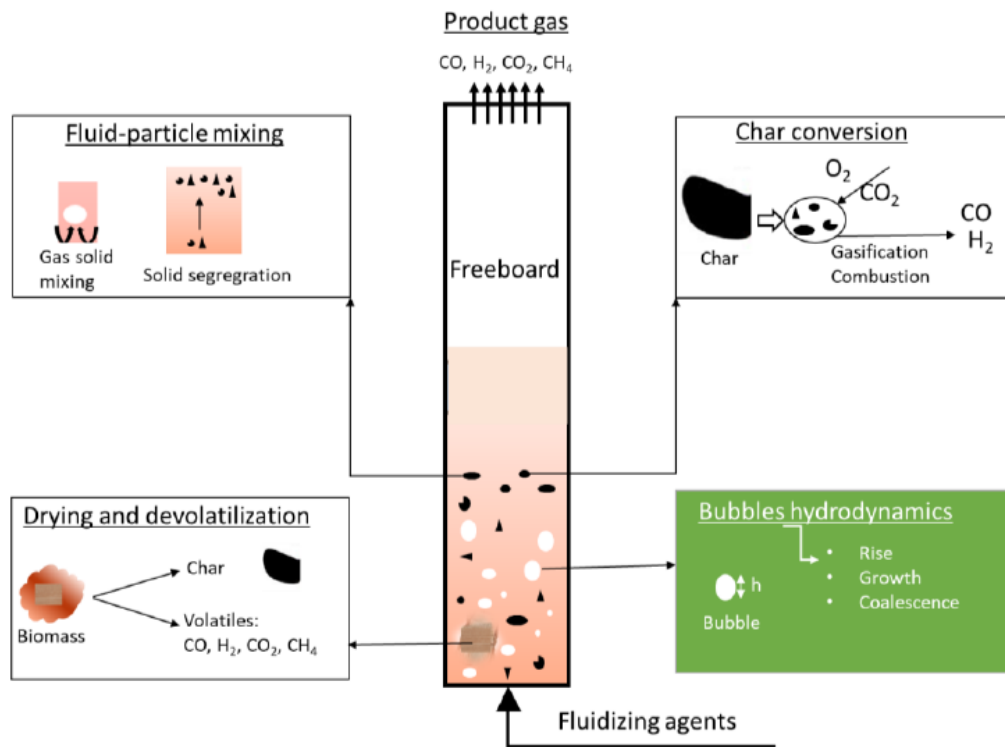 Product gas
CO, H₂, CO₂, CH₄
Fluid-particle mixing
Gas solid
mixing
Solid segregration
Char conversion
O₂
CO₂
CO
H₂
Char
Gasification
Combustion
Freeboard
Drying and devolatilization
Char
Biomass
Volatiles:
CO, H₂, CO₂, CH₄
Bubbles hydrodynamics
• Rise
• Growth
• Coalescence
h
Bubble
Fluidizing agents